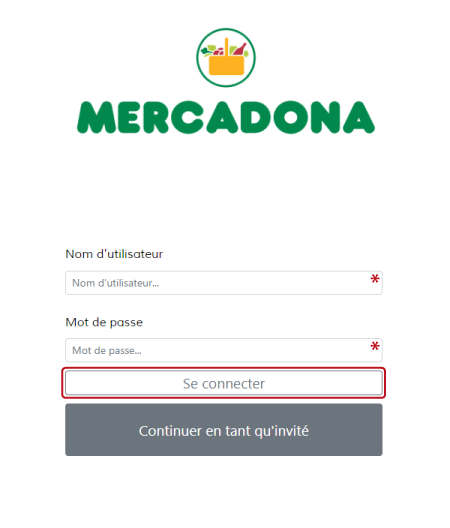 MERCADONA
Nom d'utilisateur
Nom d'utilisateur...
*
Mot de passe
Mot de passe...
*
Se connecter
Continuer en tant qu'invité